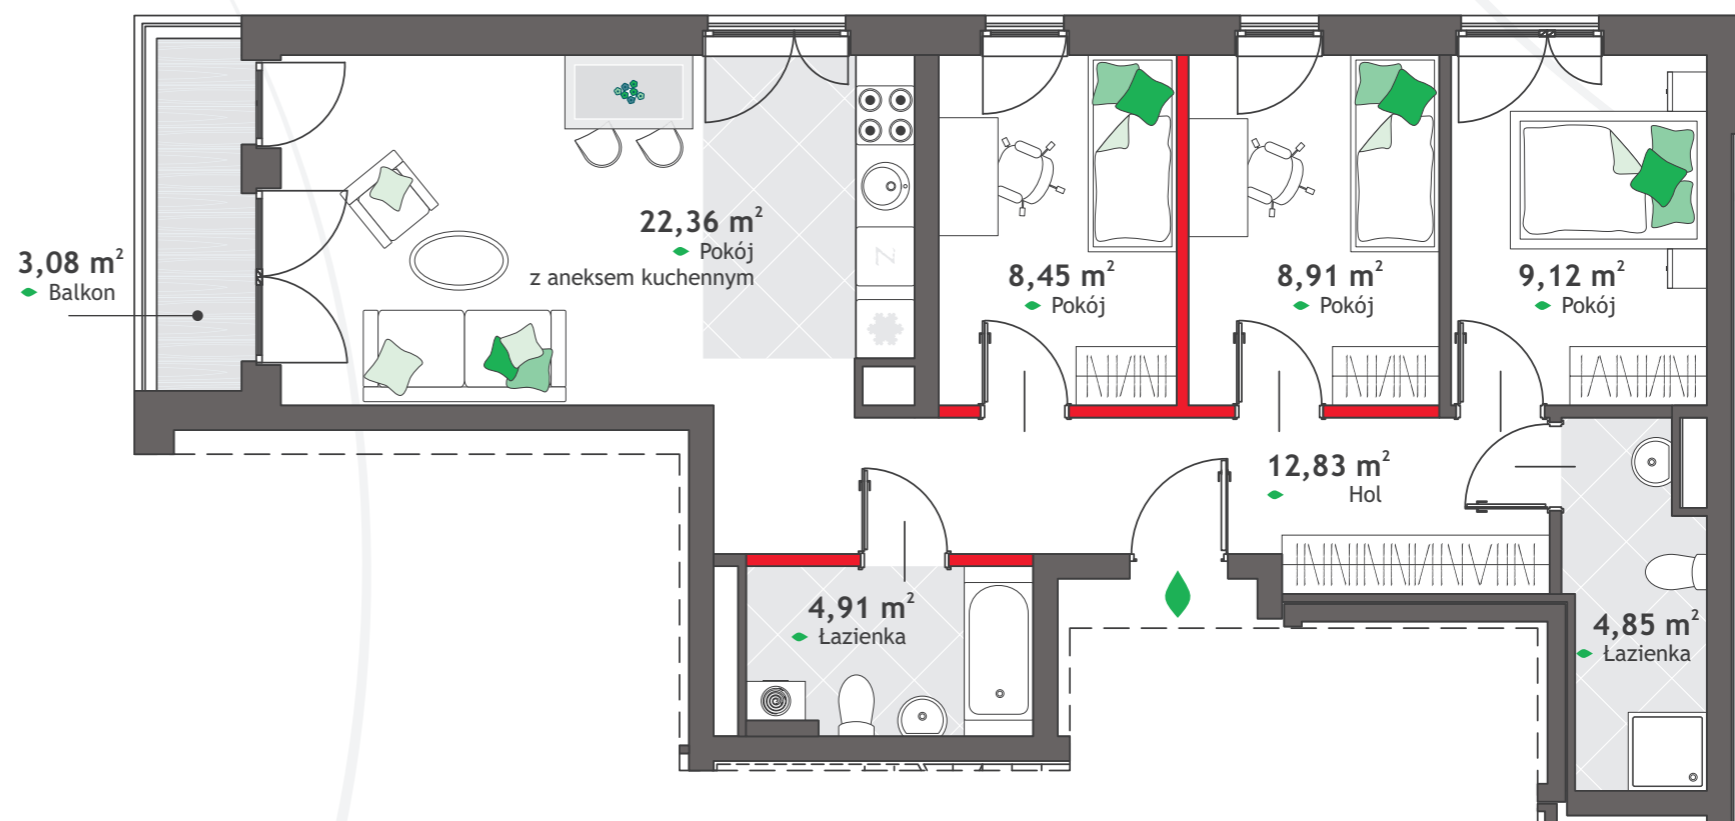 22,36 m²
Pokój
z aneksem kuchennym
3,08 m²
Balkon
8,45 m²
Pokój
8,91 m²
Pokój
9,12 m²
Pokój
Z
12,83 m²
Hol
4,91 m²
Łazienka
4,85 m²
Łazienka